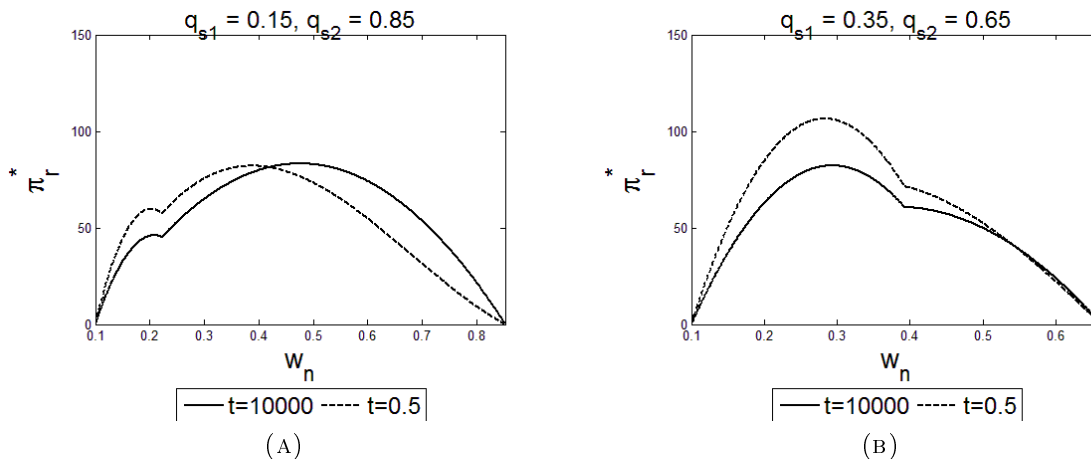 q_s1 = 0.15, q_s2 = 0.85
150
100
50
0
π_r^*
0.1 0.2 0.3 0.4 0.5 0.6 0.7 0.8
w_n
t=10000 t=0.5
(A)
q_s1 = 0.35, q_s2 = 0.65
150
100
50
0
π_r^*
0.1 0.2 0.3 0.4 0.5 0.6
w_n
t=10000 t=0.5
(B)